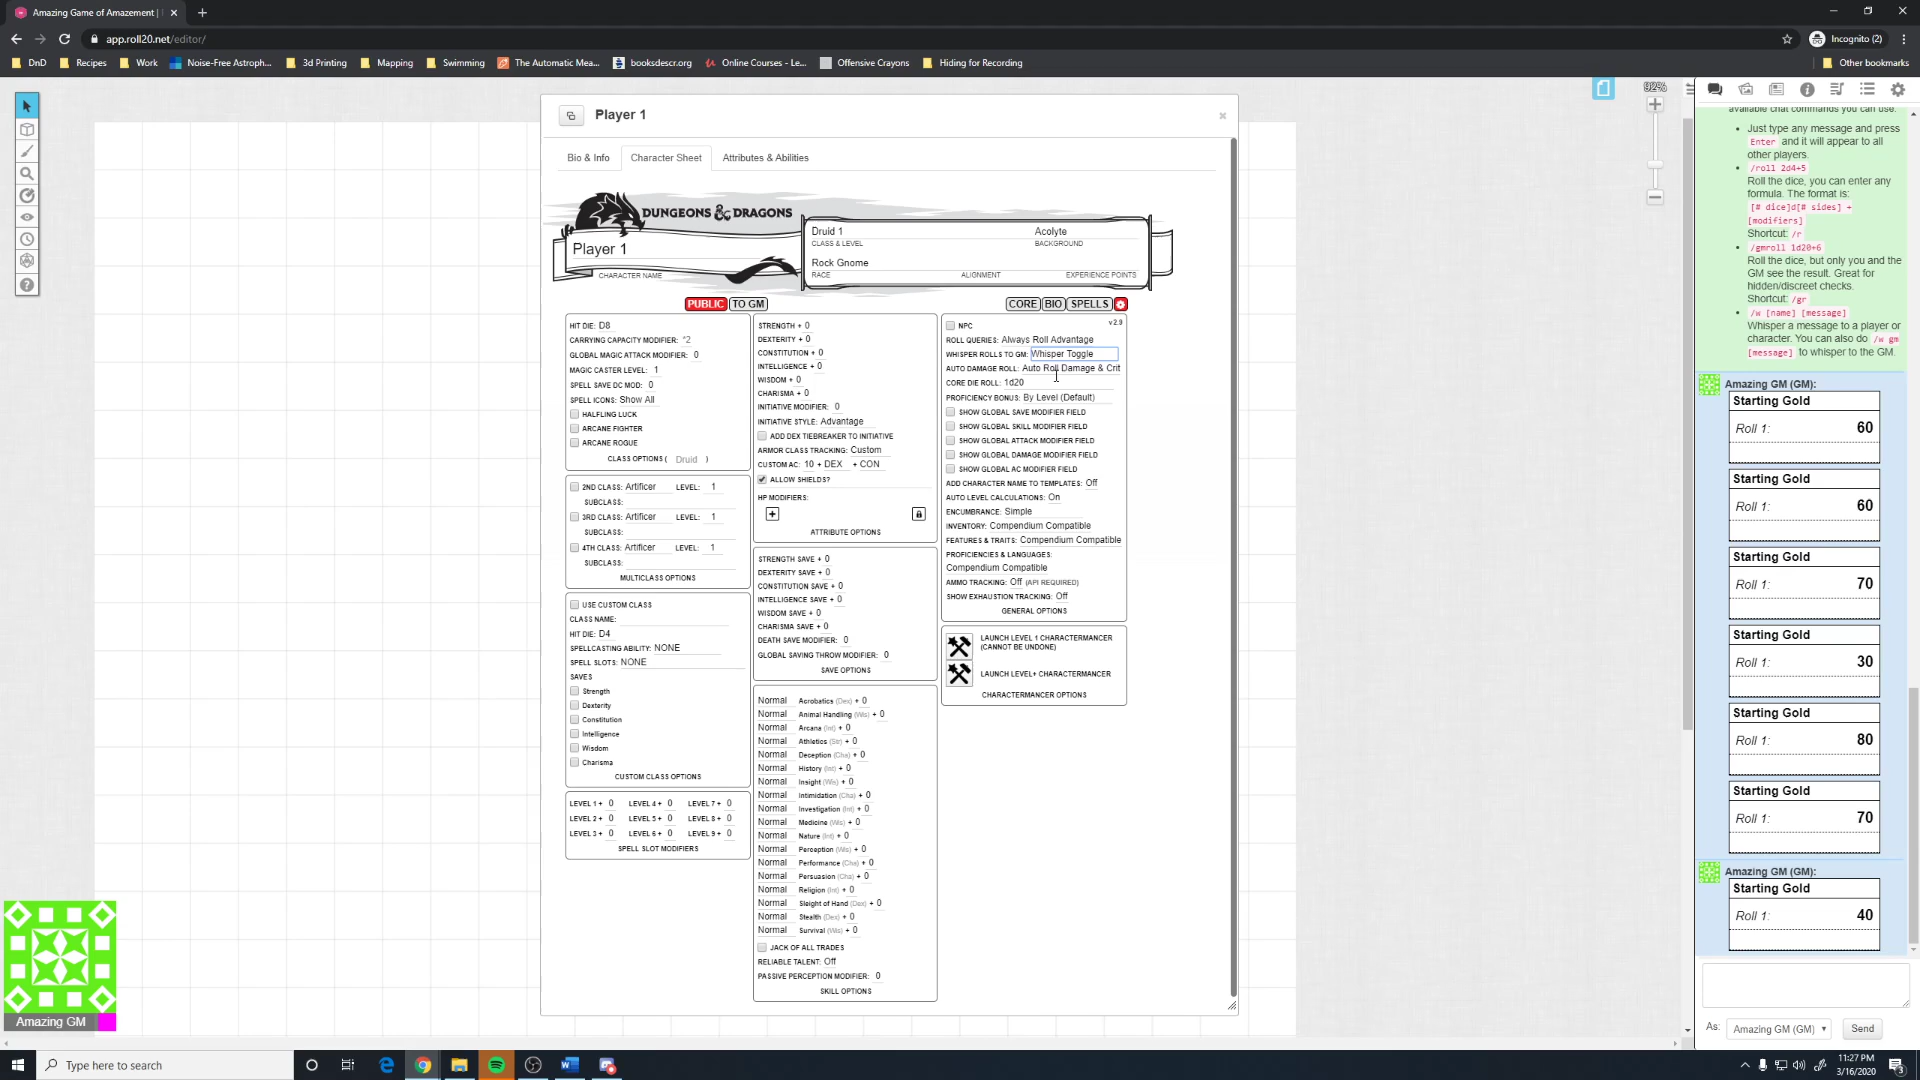 Amazing Game of Amazement |
app.roll20.net/editor/
Incognito (2)
DnD
Recipes
Work
Noise-Free Astroph...
3d Printing
Mapping
Swimming
The Automatic Mea...
booksdescr.org
Online Courses - Le...
Offensive Crayons
Hiding for Recording
Other bookmarks
92%
Player 1
Bio & Info
Character Sheet
Attributes & Abilities
DUNGEONS & DRAGONS
Player 1
CHARACTER NAME
Druid 1
Acolyte
CLASS & LEVEL
BACKGROUND
Rock Gnome
RACE
ALIGNMENT
EXPERIENCE POINTS
PUBLIC TO GM
CORE BIO SPELLS
HIT DIE: D8
CARRYING CAPACITY MODIFIER: *2
GLOBAL MAGIC ATTACK MODIFIER: 0
MAGIC CASTER LEVEL: 1
SPELL SAVE DC MOD: 0
SPELL ICONS: Show All
HALFLING LUCK
ARCANE FIGHTER
ARCANE ROGUE
CLASS OPTIONS ( Druid )
2ND CLASS: Artificer LEVEL: 1
SUBCLASS:
3RD CLASS: Artificer LEVEL: 1
SUBCLASS:
4TH CLASS: Artificer LEVEL: 1
SUBCLASS:
MULTICLASS OPTIONS
USE CUSTOM CLASS
CLASS NAME:
HIT DIE: D4
SPELLCASTING ABILITY: NONE
SPELL SLOTS: NONE
SAVES
Strength
Dexterity
Constitution
Intelligence
Wisdom
Charisma
CUSTOM CLASS OPTIONS
LEVEL 1 + 0 LEVEL 4 + 0 LEVEL 7 + 0
LEVEL 2 + 0 LEVEL 5 + 0 LEVEL 8 + 0
LEVEL 3 + 0 LEVEL 6 + 0 LEVEL 9 + 0
SPELL SLOT MODIFIERS
STRENGTH + 0
DEXTERITY + 0
CONSTITUTION + 0
INTELLIGENCE + 0
WISDOM + 0
CHARISMA + 0
INITIATIVE MODIFIER: 0
INITIATIVE STYLE: Advantage
ADD DEX TIEBREAKER TO INITIATIVE
ARMOR CLASS TRACKING: Custom
CUSTOM AC: 10 + DEX + CON
ALLOW SHIELDS?
HP MODIFIERS:
ATTRIBUTE OPTIONS
STRENGTH SAVE + 0
DEXTERITY SAVE + 0
CONSTITUTION SAVE + 0
INTELLIGENCE SAVE + 0
WISDOM SAVE + 0
CHARISMA SAVE + 0
DEATH SAVE MODIFIER: 0
GLOBAL SAVING THROW MODIFIER: 0
SAVE OPTIONS
Normal Acrobatics (Dex) + 0
Normal Animal Handling (Wis) + 0
Normal Arcana (Int) + 0
Normal Athletics (Str) + 0
Normal Deception (Cha) + 0
Normal History (Int) + 0
Normal Insight (Wis) + 0
Normal Intimidation (Cha) + 0
Normal Investigation (Int) + 0
Normal Medicine (Wis) + 0
Normal Nature (Int) + 0
Normal Perception (Wis) + 0
Normal Performance (Cha) + 0
Normal Persuasion (Cha) + 0
Normal Religion (Int) + 0
Normal Sleight of Hand (Dex) + 0
Normal Stealth (Dex) + 0
Normal Survival (Wis) + 0
JACK OF ALL TRADES
RELIABLE TALENT: Off
PASSIVE PERCEPTION MODIFIER: 0
SKILL OPTIONS
NPC v 2.9
ROLL QUERIES: Always Roll Advantage
WHISPER ROLLS TO GM: Whisper Toggle
AUTO DAMAGE ROLL: Auto Roll Damage & Crit
CORE DIE ROLL: 1d20
PROFICIENCY BONUS: By Level (Default)
SHOW GLOBAL SAVE MODIFIER FIELD
SHOW GLOBAL SKILL MODIFIER FIELD
SHOW GLOBAL ATTACK MODIFIER FIELD
SHOW GLOBAL DAMAGE MODIFIER FIELD
SHOW GLOBAL AC MODIFIER FIELD
ADD CHARACTER NAME TO TEMPLATES: Off
AUTO LEVEL CALCULATIONS: On
ENCUMBRANCE: Simple
INVENTORY: Compendium Compatible
FEATURES & TRAITS: Compendium Compatible
PROFICIENCIES & LANGUAGES:
Compendium Compatible
AMMO TRACKING: Off (API REQUIRED)
SHOW EXHAUSTION TRACKING: Off
GENERAL OPTIONS
LAUNCH LEVEL 1 CHARACTERMANCER
(CANNOT BE UNDONE)
LAUNCH LEVEL+ CHARACTERMANCER
CHARACTERMANCER OPTIONS
available chat commands you can use.
Just type any message and press
Enter and it will appear to all
other players.
/roll 2d4+5
Roll the dice, you can enter any
formula. The format is:
[# dice]d[# sides] +
[modifiers]
Shortcut: /r
/gmroll 1d20+6
Roll the dice, but only you and the
GM see the result. Great for
hidden/discreet checks.
Shortcut: /gr
/w [name] [message]
Whisper a message to a player or
character. You can also do /w gm
[message] to whisper to the GM.
Amazing GM (GM):
Starting Gold
Roll 1: 60
Starting Gold
Roll 1: 60
Starting Gold
Roll 1: 70
Starting Gold
Roll 1: 30
Starting Gold
Roll 1: 80
Starting Gold
Roll 1: 70
Amazing GM (GM):
Starting Gold
Roll 1: 40
As: Amazing GM (GM) Send
Amazing GM
Type here to search
11:27 PM
3/16/2020
3